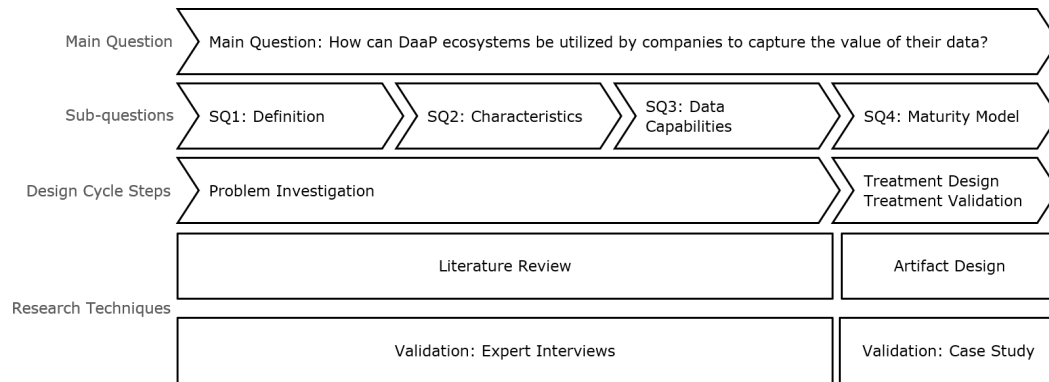 Main Question
Main Question: How can DaaP ecosystems be utilized by companies to capture the value of their data?
Sub-questions
SQ1: Definition
SQ2: Characteristics
SQ3: Data
Capabilities
SQ4: Maturity Model
Design Cycle Steps
Problem Investigation
Treatment Design
Treatment Validation
Research Techniques
Literature Review
Artifact Design
Validation: Expert Interviews
Validation: Case Study